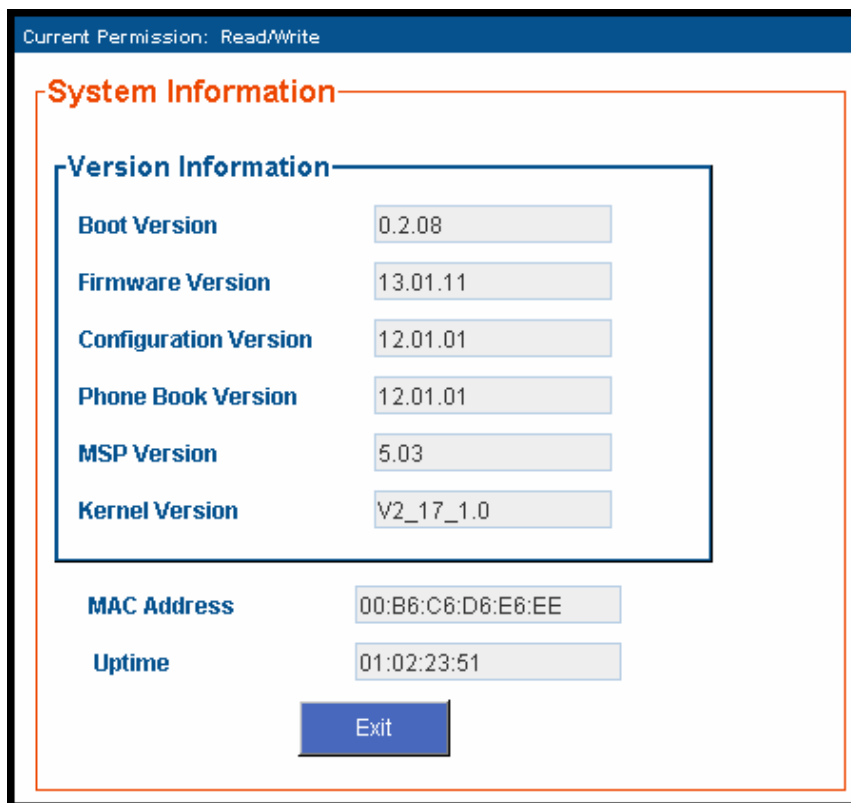 Current Permission: Read/Write
System Information
Version Information
Boot Version 0.2.08
Firmware Version 13.01.11
Configuration Version 12.01.01
Phone Book Version 12.01.01
MSP Version 5.03
Kernel Version V2_17_1.0
MAC Address 00:B6:C6:D6:E6:EE
Uptime 01:02:23:51
Exit